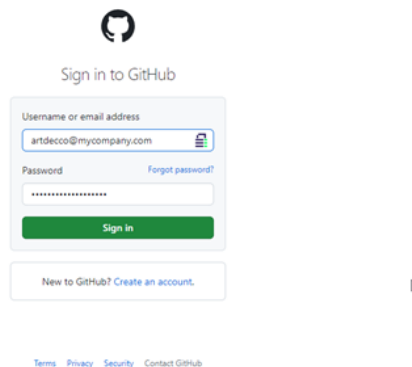 Sign in to GitHub
Username or email address
artdecco@mycompany.com
Password Forgot password?
••••••••••••••••••
Sign in
New to GitHub? Create an account.
Terms Privacy Security Contact GitHub